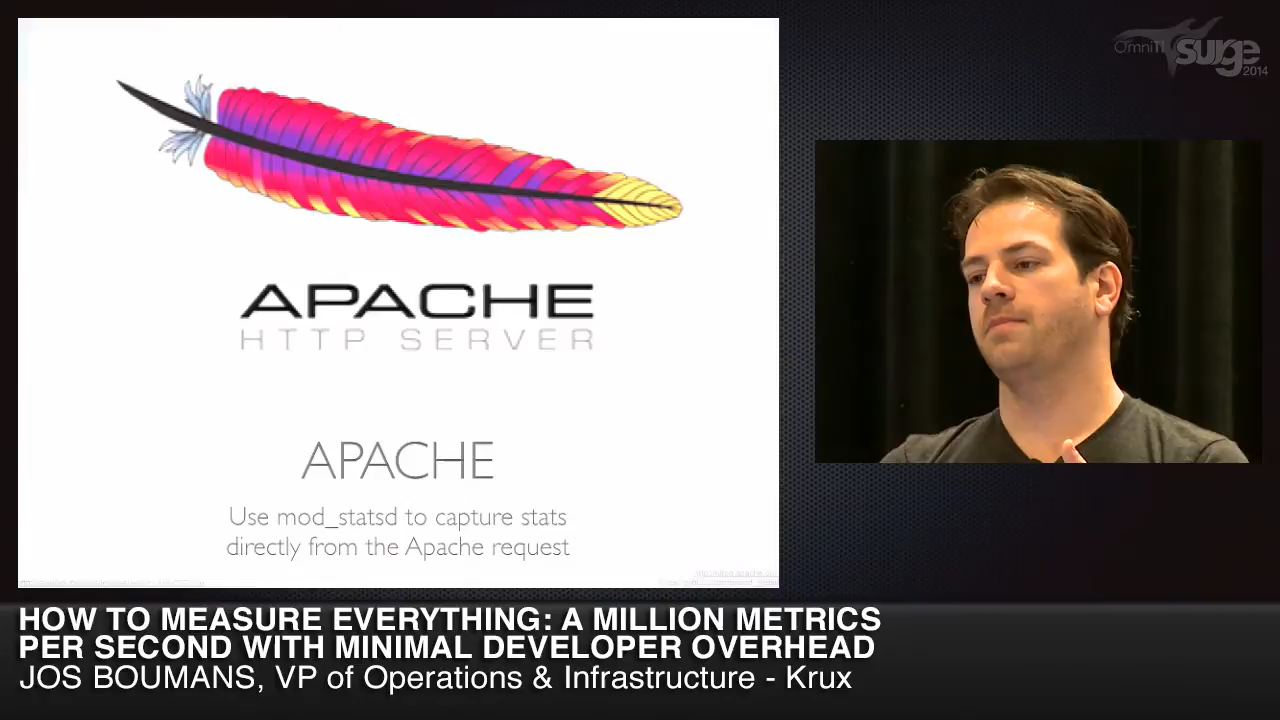 OmniTI
surge
2014
APACHE
HTTP SERVER
APACHE
Use mod_statsd to capture stats
directly from the Apache request
HOW TO MEASURE EVERYTHING: A MILLION METRICS
PER SECOND WITH MINIMAL DEVELOPER OVERHEAD
JOS BOUMANS, VP of Operations & Infrastructure - Krux